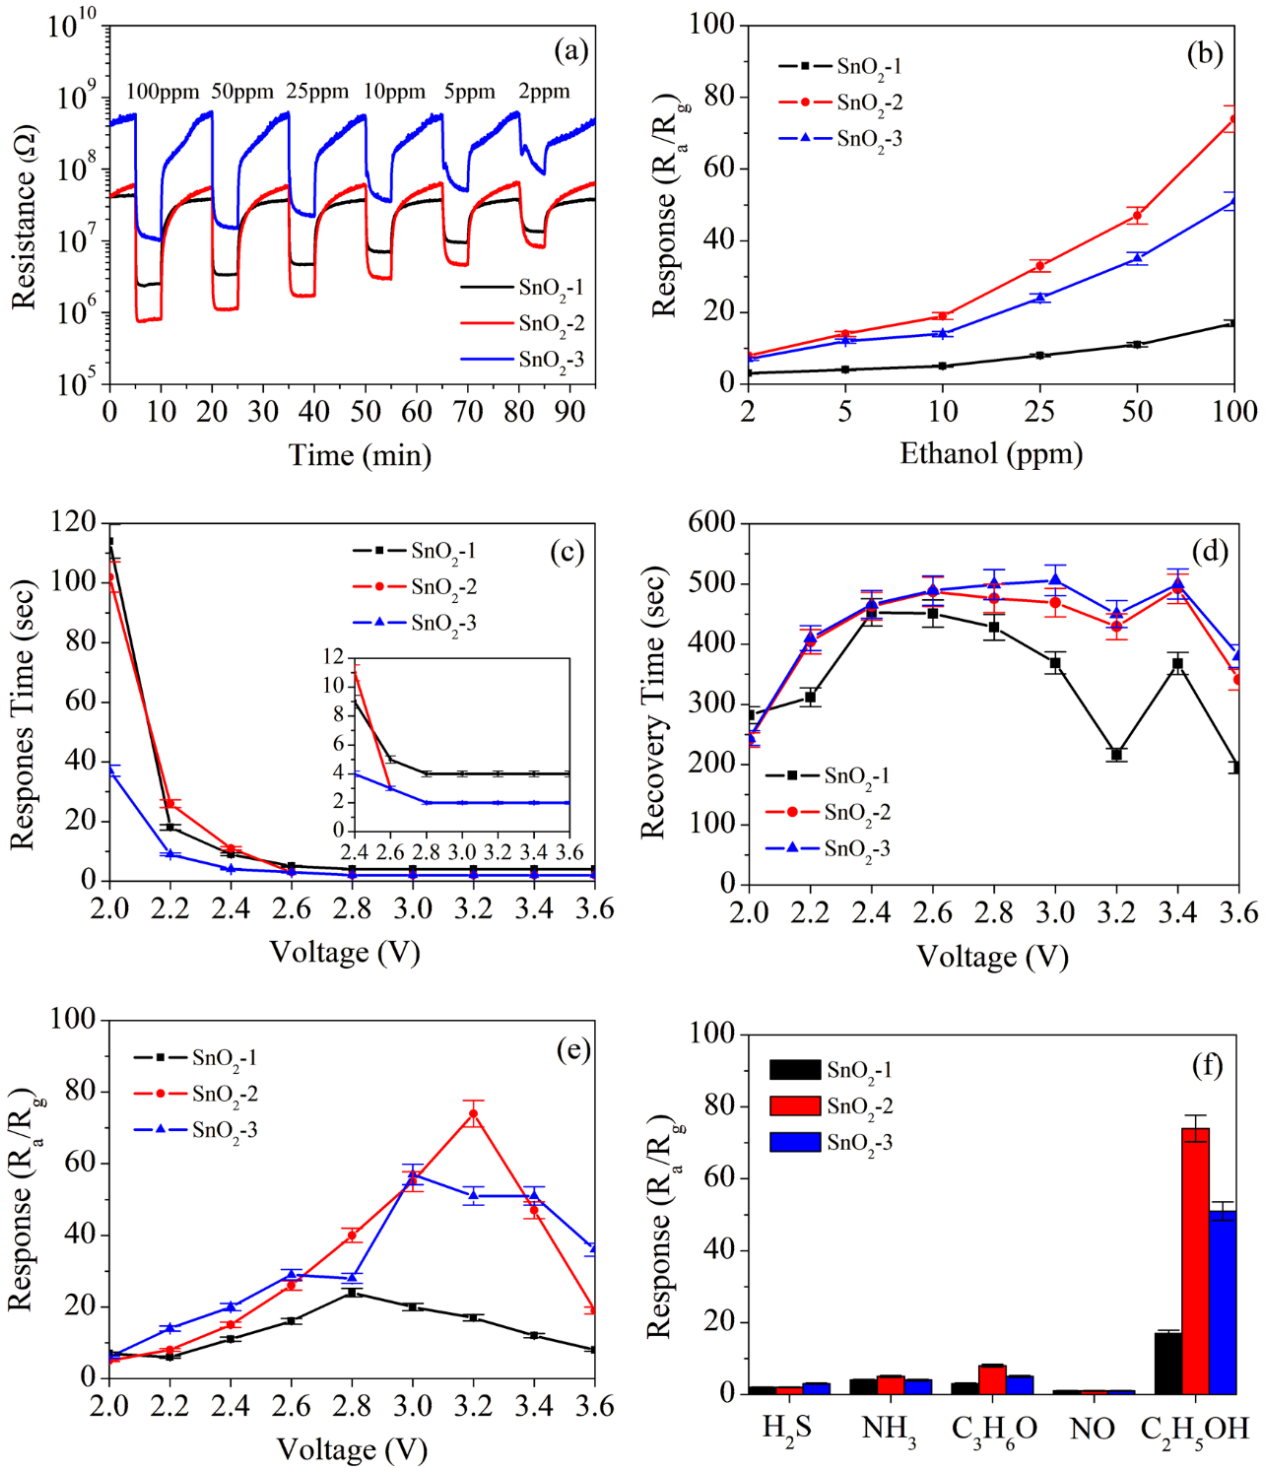 (a)
10^10
10^9
10^8
10^7
10^6
10^5
Resistance (Ω)
100ppm 50ppm 25ppm 10ppm 5ppm 2ppm
SnO₂-1
SnO₂-2
SnO₂-3
0 10 20 30 40 50 60 70 80 90
Time (min)
(b)
100
80
60
40
20
0
Response (Rₐ/R_g)
SnO₂-1
SnO₂-2
SnO₂-3
2 5 10 25 50 100
Ethanol (ppm)
(c)
120
100
80
60
40
20
0
Respones Time (sec)
SnO₂-1
SnO₂-2
SnO₂-3
12
10
8
6
4
2
0
2.4 2.6 2.8 3.0 3.2 3.4 3.6
2.0 2.2 2.4 2.6 2.8 3.0 3.2 3.4 3.6
Voltage (V)
(d)
600
500
400
300
200
100
0
Recovery Time (sec)
SnO₂-1
SnO₂-2
SnO₂-3
2.0 2.2 2.4 2.6 2.8 3.0 3.2 3.4 3.6
Voltage (V)
(e)
100
80
60
40
20
0
Response (Rₐ/R_g)
SnO₂-1
SnO₂-2
SnO₂-3
2.0 2.2 2.4 2.6 2.8 3.0 3.2 3.4 3.6
Voltage (V)
(f)
100
80
60
40
20
0
Response (Rₐ/R_g)
SnO₂-1
SnO₂-2
SnO₂-3
H₂S NH₃ C₃H₆O NO C₂H₅OH